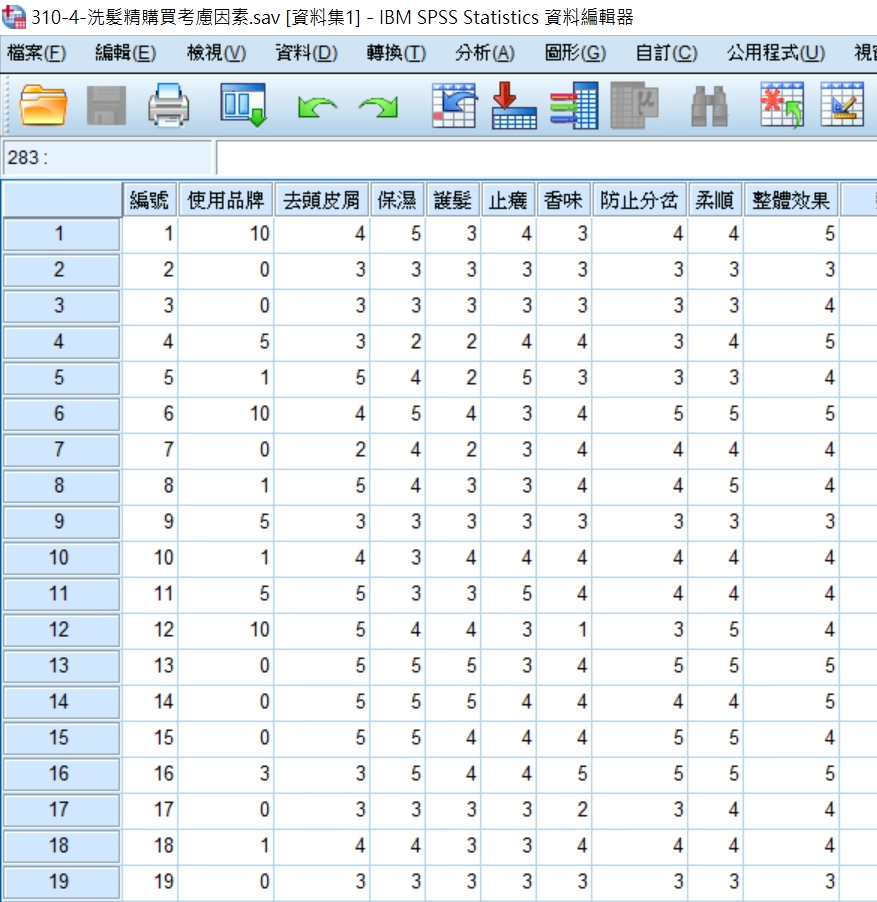 310-4-洗髮精購買考慮因素.sav [資料集1] - IBM SPSS Statistics 資料編輯器
檔案(F) 編輯(E) 檢視(V) 資料(D) 轉換(T) 分析(A) 圖形(G) 自訂(C) 公用程式(U) 視
283 :
編號 使用品牌 去頭皮屑 保濕 護髮 止癢 香味 防止分岔 柔順 整體效果
1 1 10 4 5 3 4 3 4 4 5
2 2 0 3 3 3 3 3 3 3 3
3 3 0 3 3 3 3 3 3 3 4
4 4 5 3 2 2 4 4 3 4 5
5 5 1 5 4 2 5 3 3 3 4
6 6 10 4 5 4 3 4 5 5 5
7 7 0 2 4 2 3 4 4 4 4
8 8 1 5 4 3 3 4 4 5 4
9 9 5 3 3 3 3 3 3 3 3
10 10 1 4 3 4 4 4 4 4 4
11 11 5 5 3 3 5 4 4 4 4
12 12 10 5 4 4 3 1 3 5 4
13 13 0 5 5 5 3 4 5 5 5
14 14 0 5 5 5 4 4 4 4 5
15 15 0 5 5 4 4 4 5 5 4
16 16 3 3 5 4 4 5 5 5 5
17 17 0 3 3 3 3 2 3 4 4
18 18 1 4 4 3 3 4 4 4 4
19 19 0 3 3 3 3 3 3 3 3